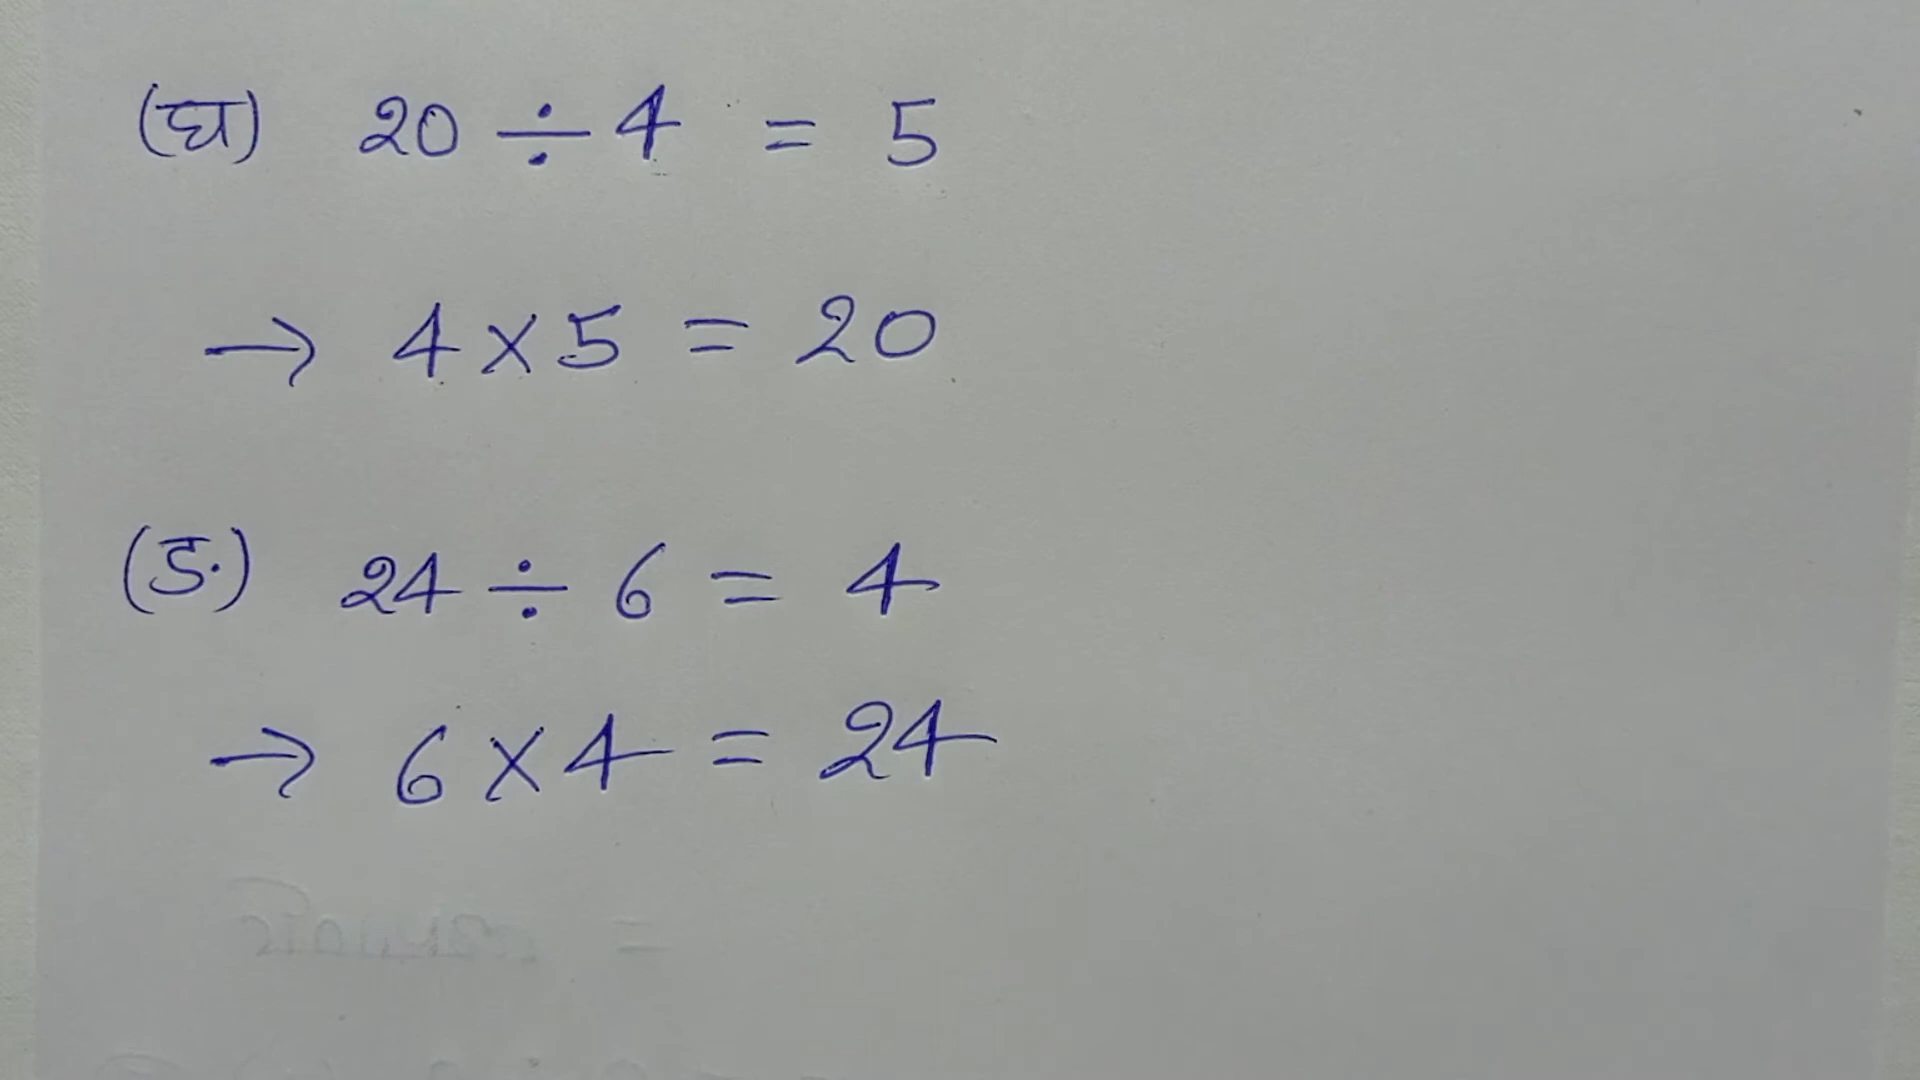 (घ) 20 ÷ 4 = 5
→ 4 × 5 = 20
(ङ) 24 ÷ 6 = 4
→ 6 × 4 = 24